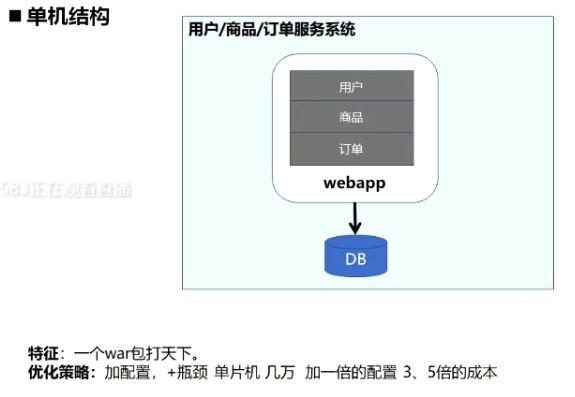 ■ 单机结构
用户/商品/订单服务系统
用户
商品
订单
webapp
583正在观看直播
DB
特征：一个war包打天下。
优化策略：加配置，+瓶颈 单片机 几万 加一倍的配置 3、5倍的成本